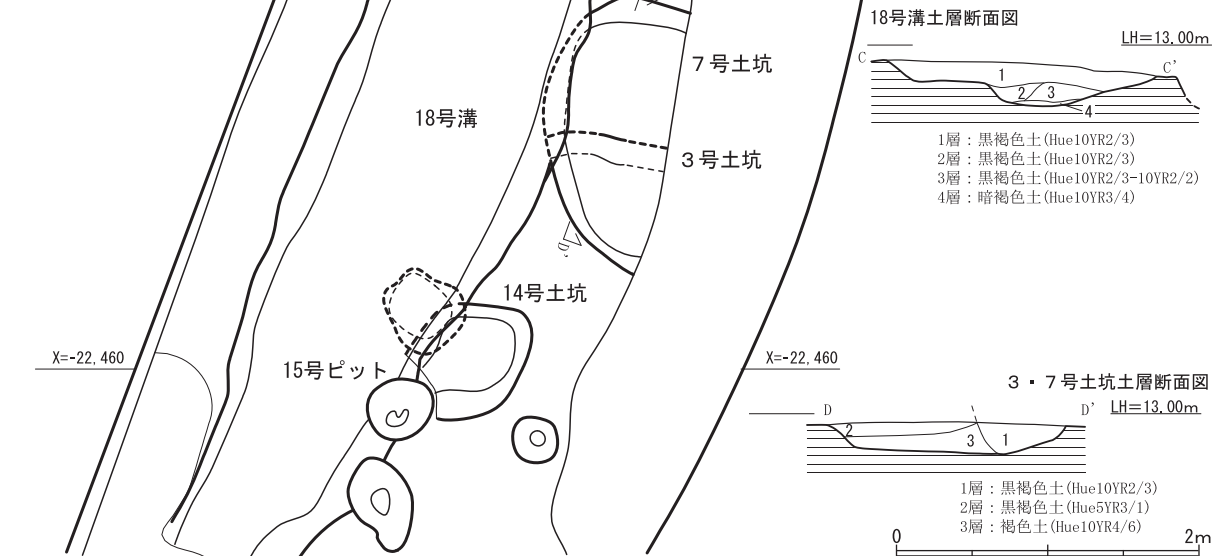 18号溝土層断面図
LH=13.00m
C
C'
1
2
3
4
1層：黒褐色土(Hue10YR2/3)
2層：黒褐色土(Hue10YR2/3)
3層：黒褐色土(Hue10YR2/3-10YR2/2)
4層：暗褐色土(Hue10YR3/4)
7号土坑
18号溝
3号土坑
D'
14号土坑
X=-22,460
15号ピット
X=-22,460
3・7号土坑土層断面図
D
D'
LH=13.00m
2
3
1
1層：黒褐色土(Hue10YR2/3)
2層：黒褐色土(Hue5YR3/1)
3層：褐色土(Hue10YR4/6)
0
2m